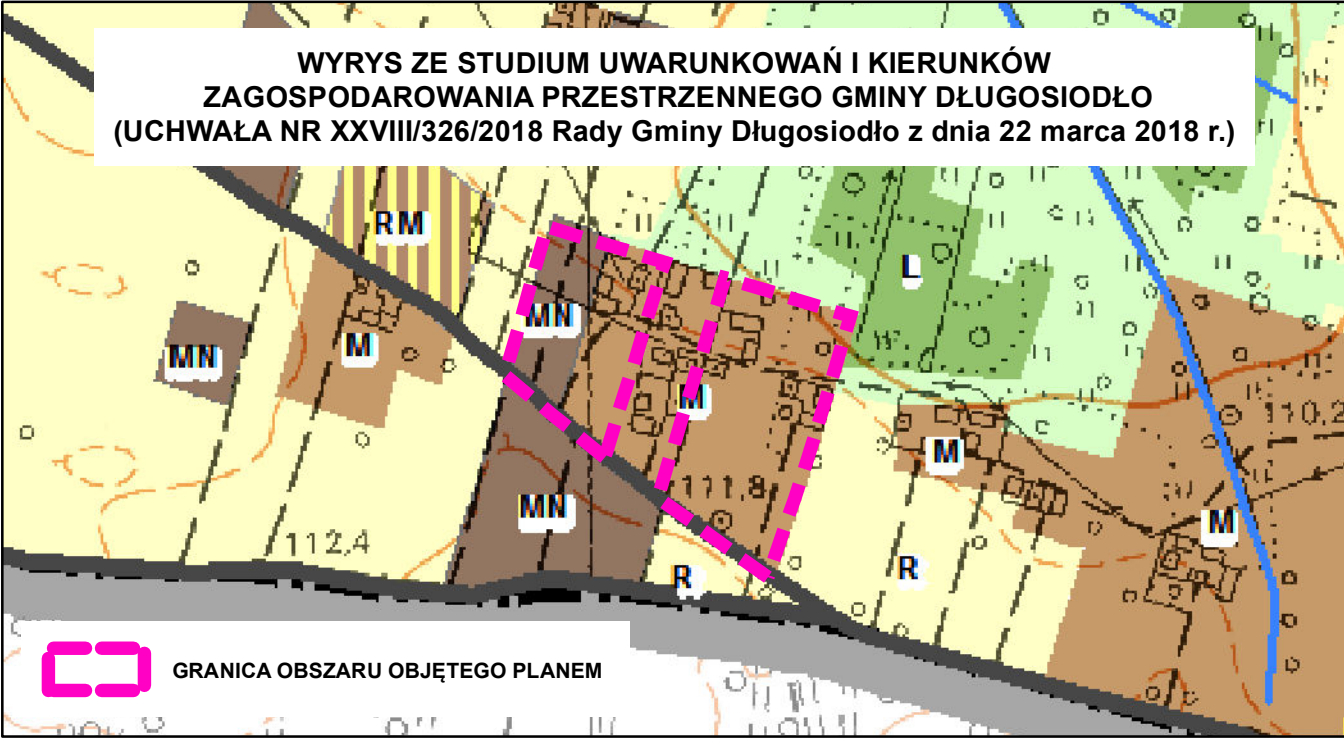 WYRYS ZE STUDIUM UWARUNKOWAŃ I KIERUNKÓW
ZAGOSPODAROWANIA PRZESTRZENNEGO GMINY DŁUGOSIODŁO
(UCHWAŁA NR XXVIII/326/2018 Rady Gminy Długosiodło z dnia 22 marca 2018 r.)
RM
L
MN
MN
M
M
110,2
M
111,8
MN
M
112,4
R
R
GRANICA OBSZARU OBJĘTEGO PLANEM